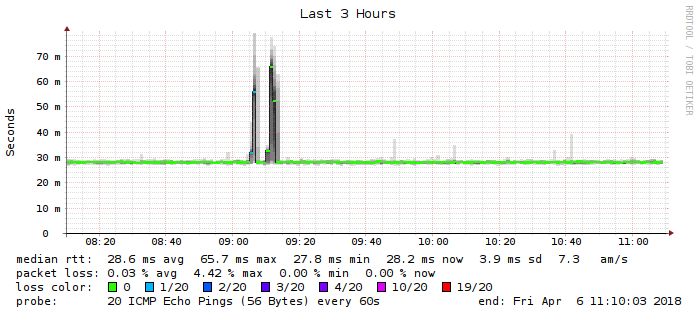 Last 3 Hours
RRDTOOL / TOBI OETIKER
Seconds
70 m
60 m
50 m
40 m
30 m
20 m
10 m
0
08:20 08:40 09:00 09:20 09:40 10:00 10:20 10:40 11:00
median rtt: 28.6 ms avg 65.7 ms max 27.8 ms min 28.2 ms now 3.9 ms sd 7.3 am/s
packet loss: 0.03 % avg 4.42 % max 0.00 % min 0.00 % now
loss color: 0 1/20 2/20 3/20 4/20 10/20 19/20
probe: 20 ICMP Echo Pings (56 Bytes) every 60s end: Fri Apr 6 11:10:03 2018